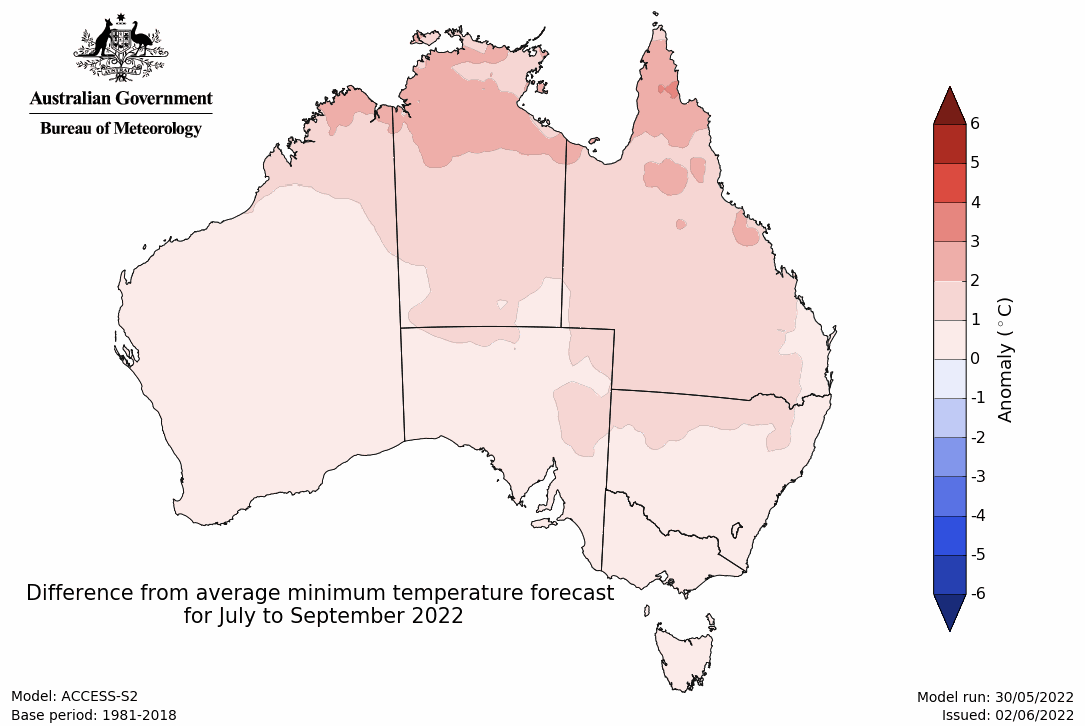 Australian Government
Bureau of Meteorology
6
5
4
3
2
1
0
-1
-2
-3
-4
-5
-6
Anomaly (°C)
Difference from average minimum temperature forecast
for July to September 2022
Model: ACCESS-S2
Base period: 1981-2018
Model run: 30/05/2022
Issued: 02/06/2022